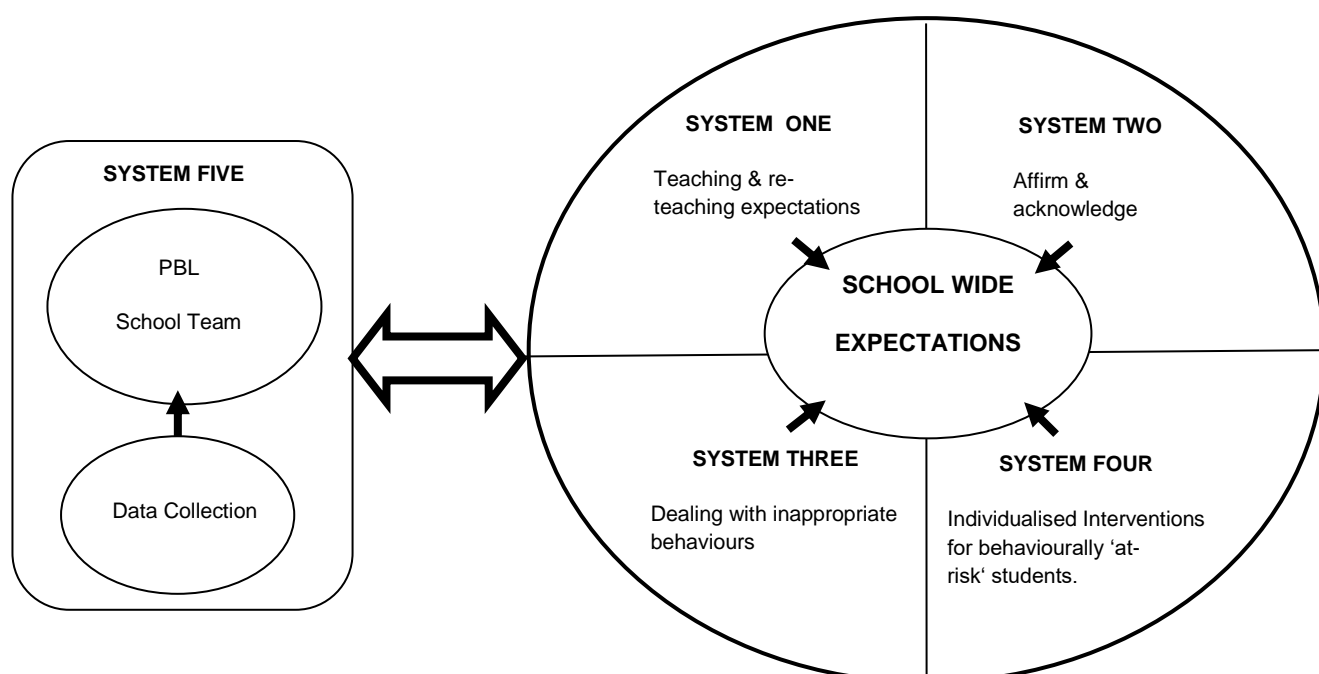 SYSTEM FIVE
PBL
School Team
Data Collection
SYSTEM  ONE
Teaching & re-
teaching expectations
SYSTEM TWO
Affirm &
acknowledge
SCHOOL WIDE
EXPECTATIONS
SYSTEM THREE
Dealing with inappropriate
behaviours
SYSTEM FOUR
Individualised Interventions
for behaviourally ‘at-
risk‘ students.